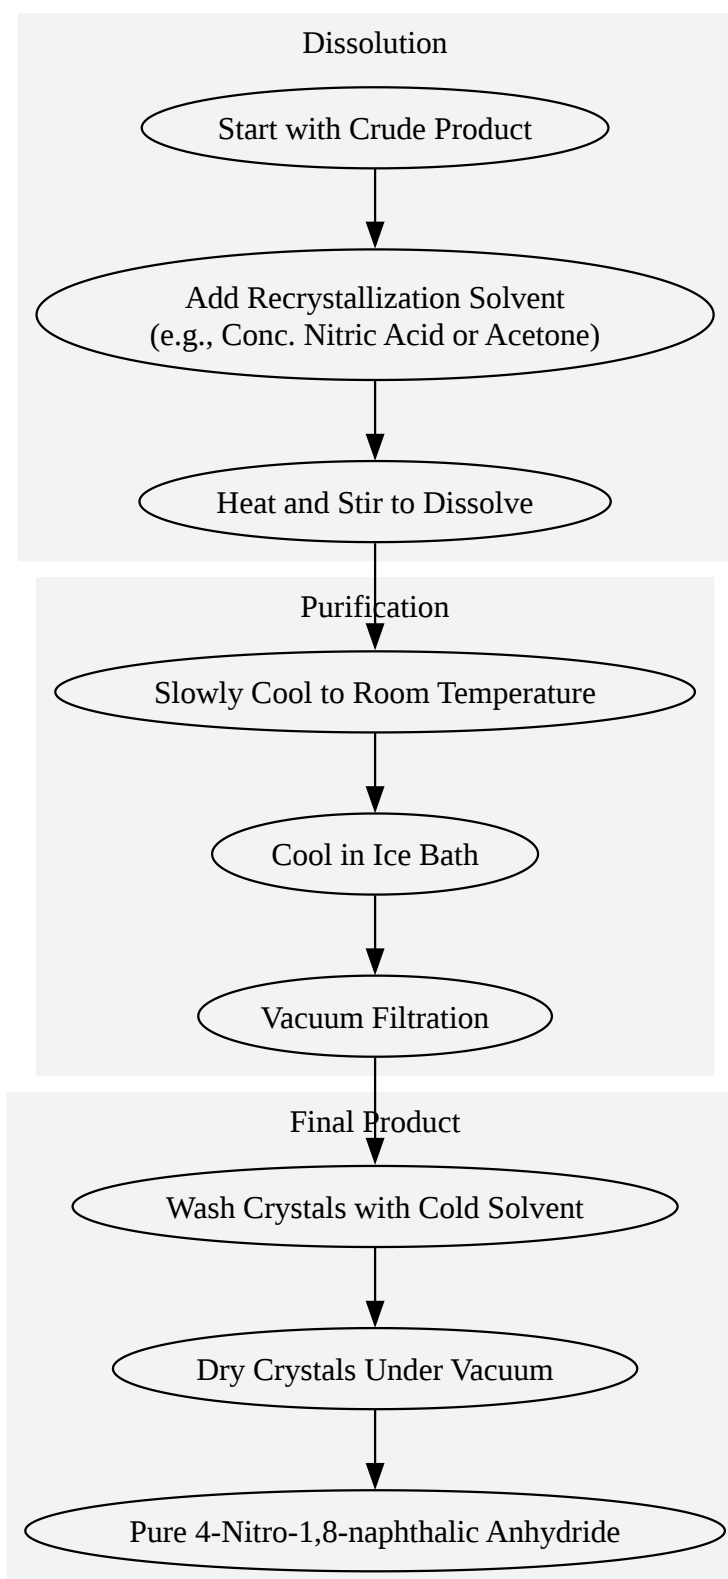 Dissolution
Start with Crude Product
Add Recrystallization Solvent
(e.g., Conc. Nitric Acid or Acetone)
Heat and Stir to Dissolve
Purification
Slowly Cool to Room Temperature
Cool in Ice Bath
Vacuum Filtration
Final Product
Wash Crystals with Cold Solvent
Dry Crystals Under Vacuum
Pure 4-Nitro-1,8-naphthalic Anhydride